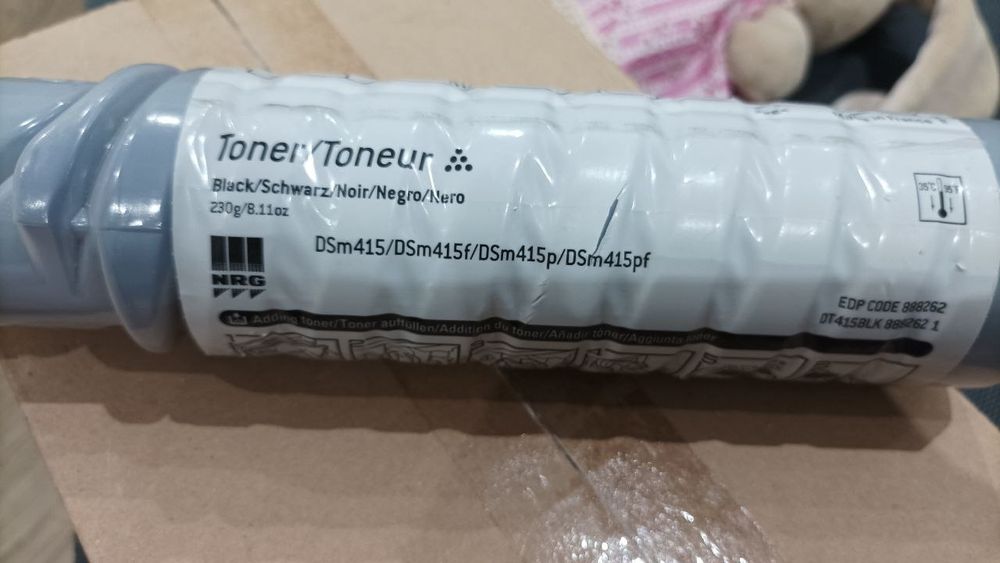 Toner/Toneur
Black/Schwarz/Noir/Negro/Nero
230g/8.11oz
35°C 95°F
NRG
DSm415/DSm415f/DSm415p/DSm415pf
EDP CODE 888262
DT415BLK 888262 1
Adding toner/Toner auffüllen/Addition du toner/Añadir tóner/Aggiunta toner